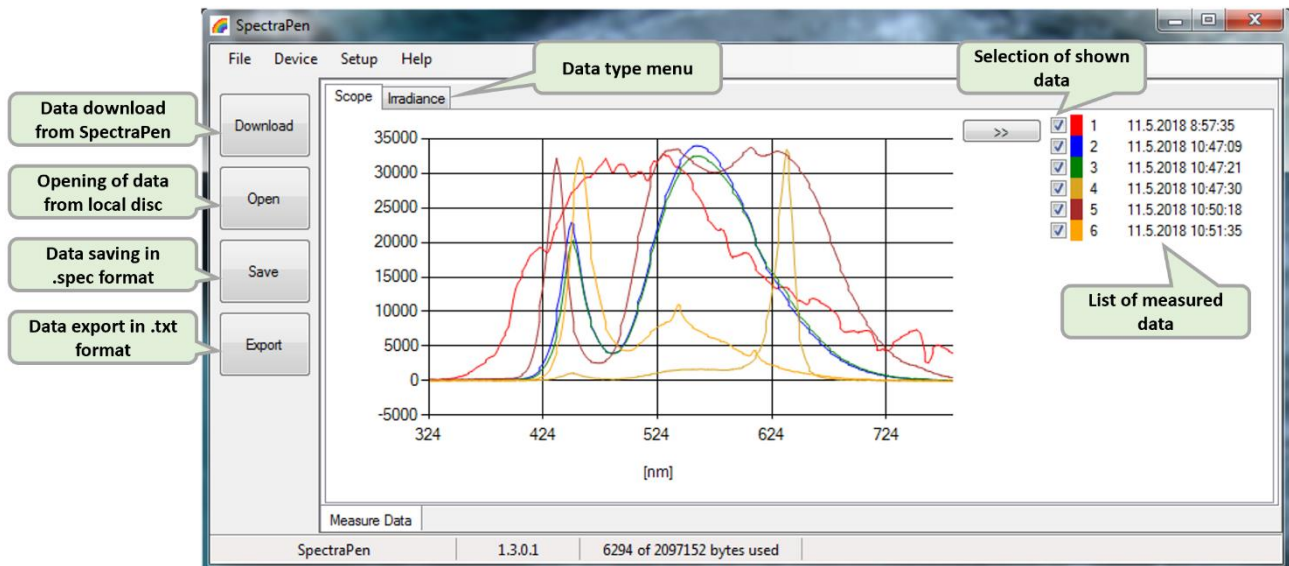 SpectraPen
File Device Setup Help
Data type menu
Selection of shown
data
Scope Irradiance
Data download
from SpectraPen
Download
Opening of data
from local disc
Open
Data saving in
.spec format
Save
Data export in .txt
format
Export
35000
30000
25000
20000
15000
10000
5000
0
-5000
324 424 524 624 724
[nm]
>>
1 11.5.2018 8:57:35
2 11.5.2018 10:47:09
3 11.5.2018 10:47:21
4 11.5.2018 10:47:30
5 11.5.2018 10:50:18
6 11.5.2018 10:51:35
List of measured
data
Measure Data
SpectraPen 1.3.0.1 6294 of 2097152 bytes used